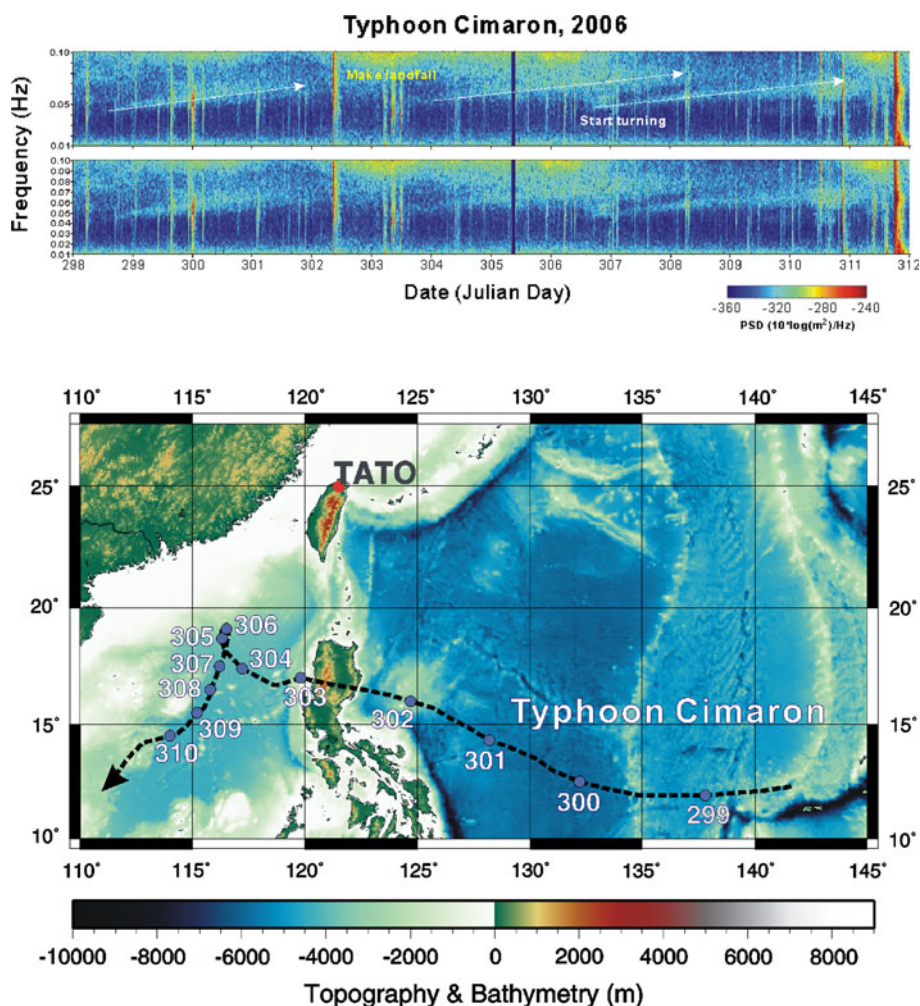 Typhoon Cimaron, 2006
Frequency (Hz)
0.10
0.05
0.01
Make landfall
Start turning
0.10
0.09
0.08
0.07
0.06
0.05
0.04
0.03
0.02
0.01
298 299 300 301 302 303 304 305 306 307 308 309 310 311 312
Date (Julian Day)
-360 -320 -280 -240
PSD (10*log(m²)/Hz)
110° 115° 120° 125° 130° 135° 140° 145°
25° TATO 25°
20° 20°
306
305
304
307
303
308
302
309
Typhoon Cimaron
15° 15°
310
301
300
299
10° 10°
110° 115° 120° 125° 130° 135° 140° 145°
-10000 -8000 -6000 -4000 -2000 0 2000 4000 6000 8000
Topography & Bathymetry (m)